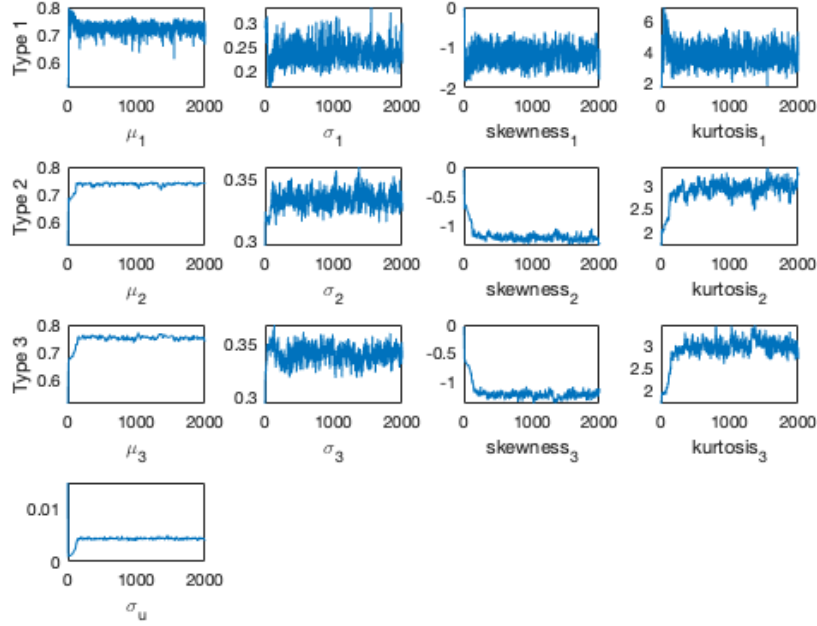 Type 1
0.8
0.7
0.6
0 1000 2000
μ1
0.3
0.25
0.2
0 1000 2000
σ1
0
-1
-2
0 1000 2000
skewness1
6
4
2
0 1000 2000
kurtosis1
Type 2
0.8
0.7
0.6
0 1000 2000
μ2
0.35
0.3
0 1000 2000
σ2
0
-0.5
-1
0 1000 2000
skewness2
3
2.5
2
0 1000 2000
kurtosis2
Type 3
0.8
0.7
0.6
0 1000 2000
μ3
0.35
0.3
0 1000 2000
σ3
0
-0.5
-1
0 1000 2000
skewness3
3
2.5
2
0 1000 2000
kurtosis3
0.01
0
0 1000 2000
σu